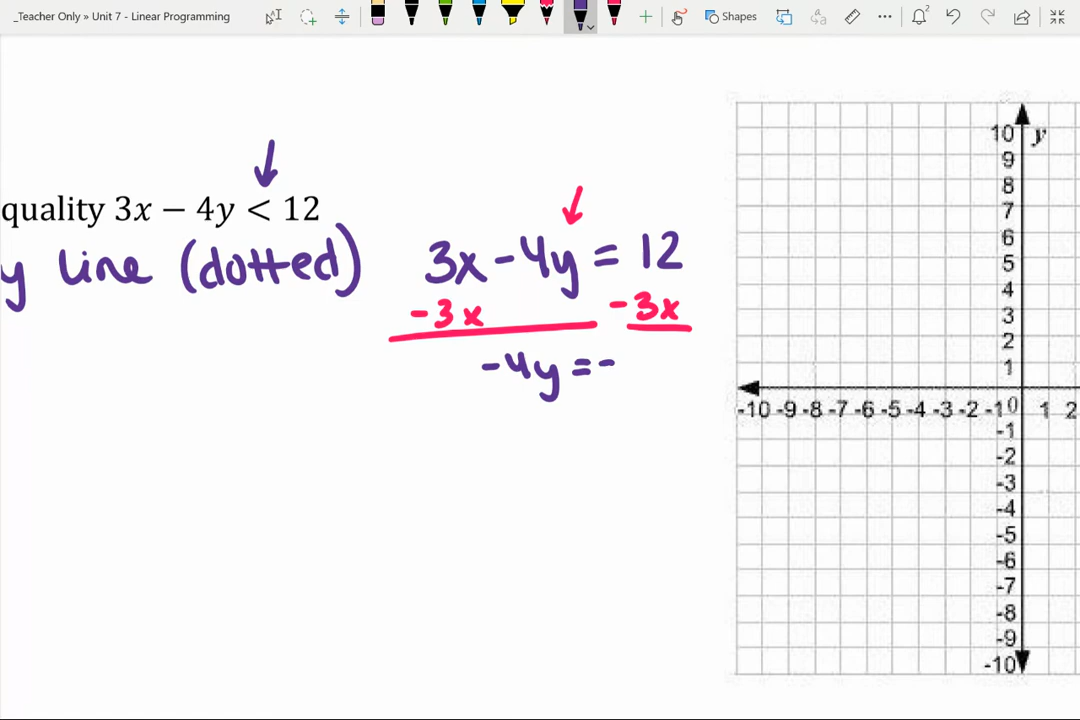 _Teacher Only » Unit 7 - Linear Programming
Shapes
2
quality 3x − 4y < 12
y line (dotted)
3x - 4y = 12
-3x -3x
-4y = -
y
10
9
8
7
6
5
4
3
2
1
-10 -9 -8 -7 -6 -5 -4 -3 -2 -1 0 1 2
-1
-2
-3
-4
-5
-6
-7
-8
-9
-10